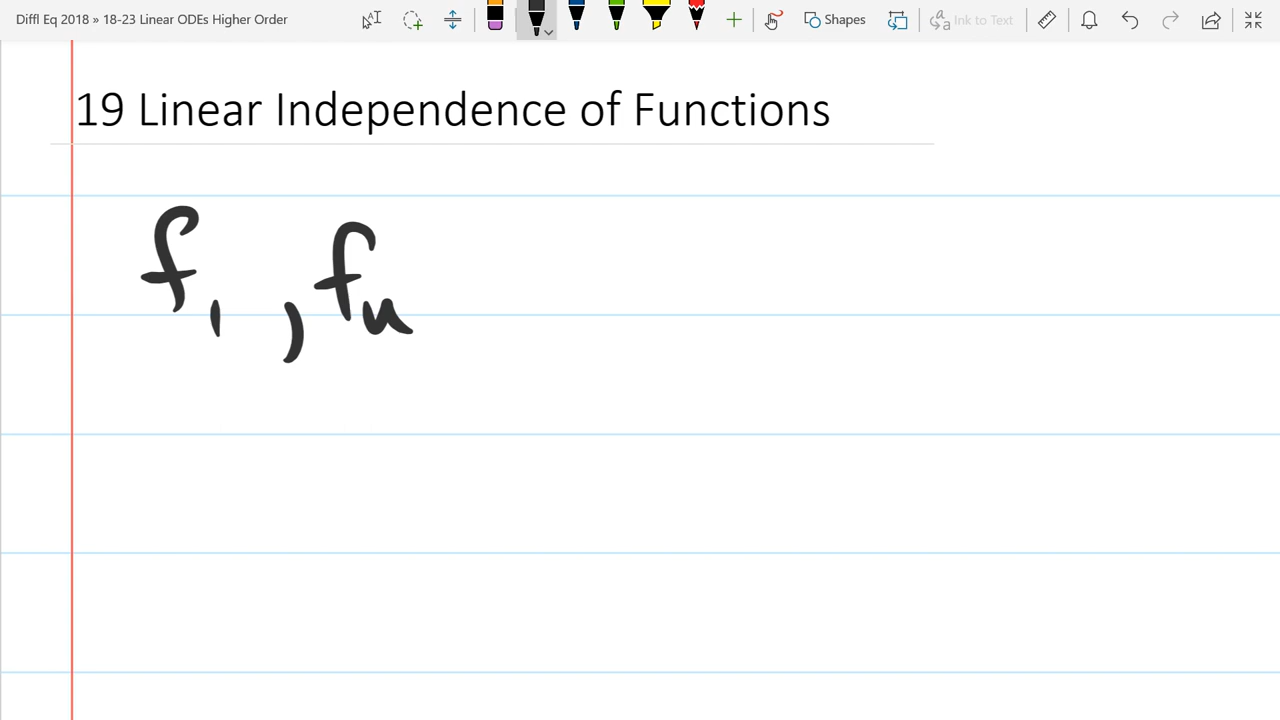 Diffl Eq 2018 » 18-23 Linear ODEs Higher Order
Shapes
Ink to Text
19 Linear Independence of Functions
f₁ , fₙ